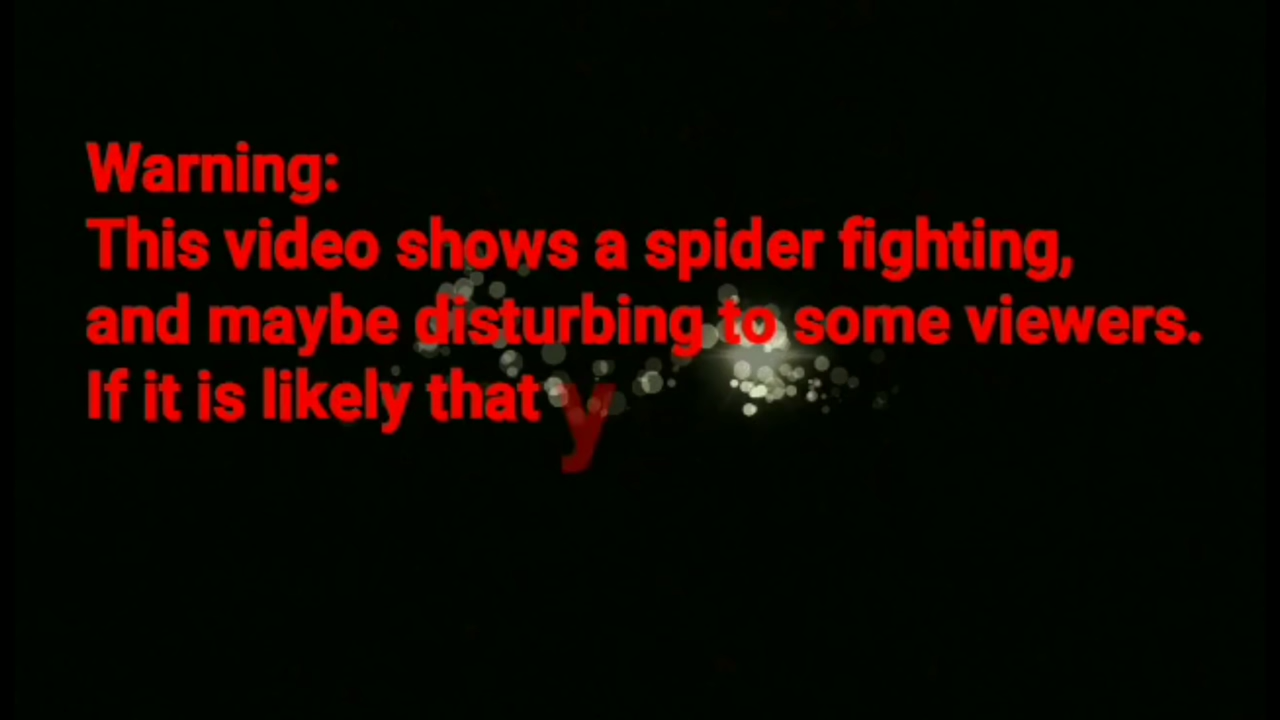 Warning:
This video shows a spider fighting,
and maybe disturbing to some viewers.
If it is likely that y